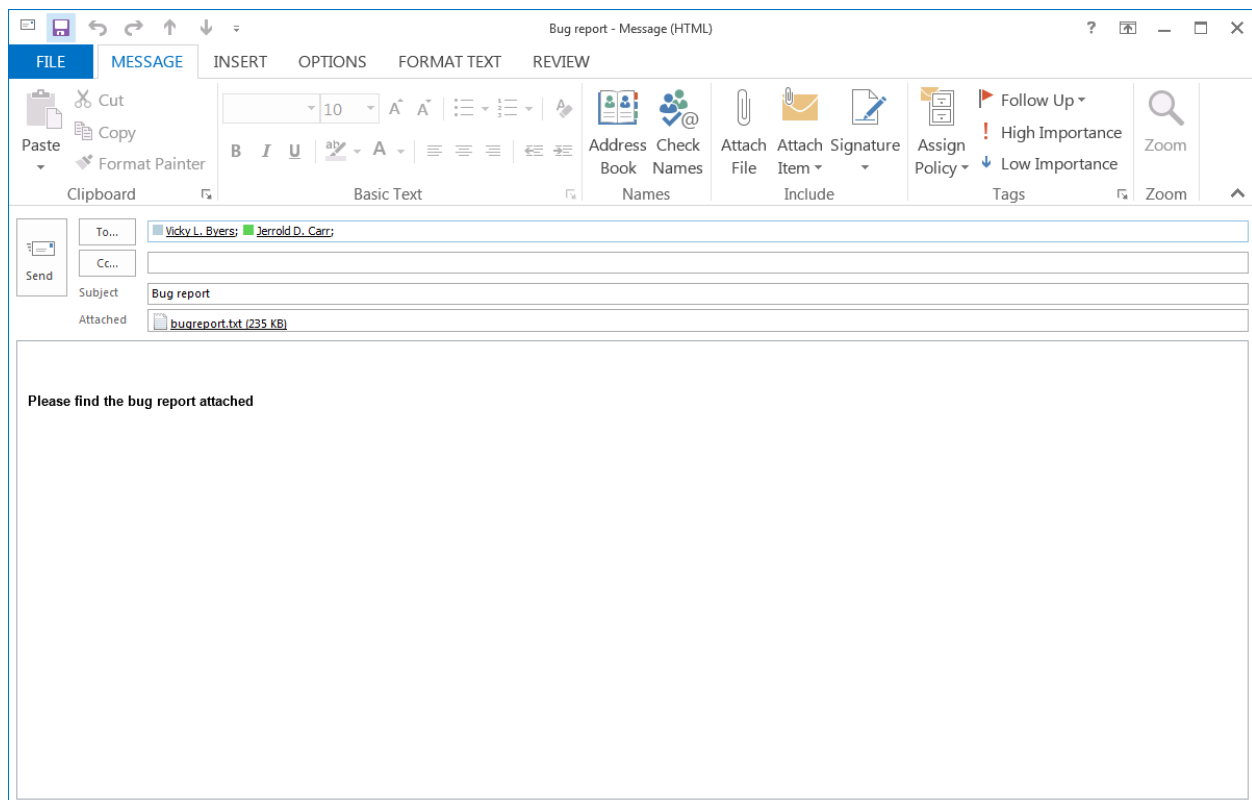 Bug report - Message (HTML)
?
FILE MESSAGE INSERT OPTIONS FORMAT TEXT REVIEW
Paste
Cut
Copy
Format Painter
Clipboard
10
A A
B I U aby A
Basic Text
Address Book
Check Names
@
Names
Attach File
Attach Item
Signature
Include
Assign Policy
Follow Up
! High Importance
Low Importance
Tags
Zoom
Zoom
Send
To... Vicky L. Byers; Jerrold D. Carr;
Cc...
Subject Bug report
Attached bugreport.txt (235 KB)
Please find the bug report attached